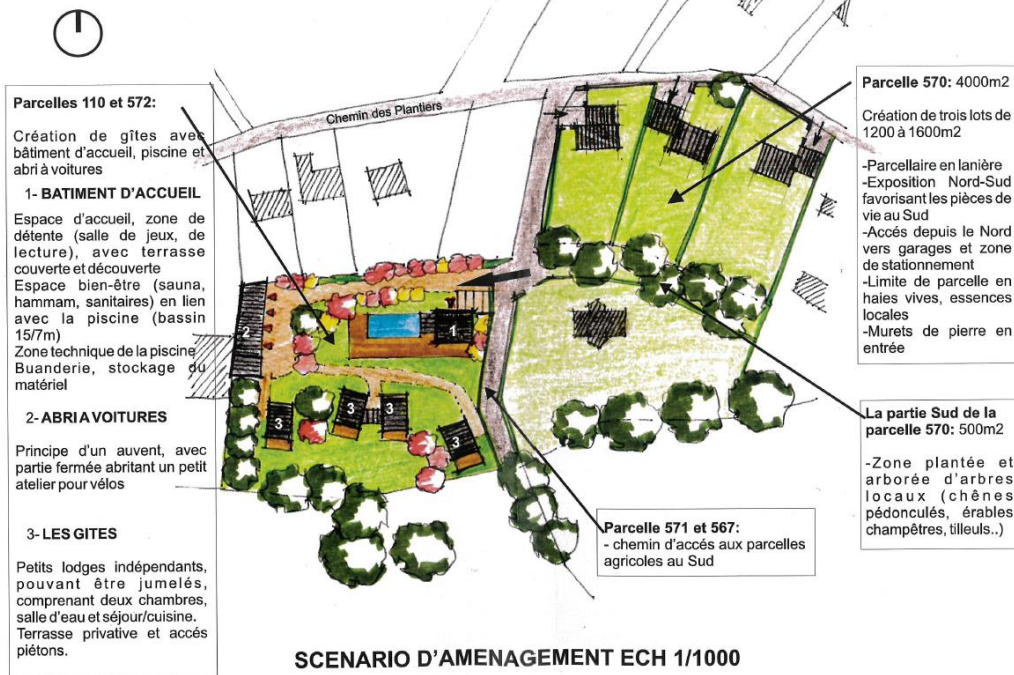 Parcelles 110 et 572:
Création de gîtes avec
bâtiment d'accueil, piscine et
abri à voitures
1- BATIMENT D'ACCUEIL
Espace d'accueil, zone de
détente (salle de jeux, de
lecture), avec terrasse
couverte et découverte
Espace bien-être (sauna,
hammam, sanitaires) en lien
avec la piscine (bassin
15/7m)
Zone technique de la piscine
Buanderie, stockage du
matériel
2- ABRI A VOITURES
Principe d'un auvent, avec
partie fermée abritant un petit
atelier pour vélos
3- LES GITES
Petits lodges indépendants,
pouvant être jumelés,
comprenant deux chambres,
salle d'eau et séjour/cuisine.
Terrasse privative et accés
piétons.
Chemin des Plantiers
2
1
3
3
3
3
Parcelle 570: 4000m2
Création de trois lots de
1200 à 1600m2
-Parcellaire en lanière
-Exposition Nord-Sud
favorisant les pièces de
vie au Sud
-Accés depuis le Nord
vers garages et zone
de stationnement
-Limite de parcelle en
haies vives, essences
locales
-Murets de pierre en
entrée
La partie Sud de la
parcelle 570: 500m2
-Zone plantée et
arborée d'arbres
locaux (chênes
pédonculés, érables
champêtres, tilleuls..)
Parcelle 571 et 567:
- chemin d'accés aux parcelles
agricoles au Sud
SCENARIO D'AMENAGEMENT ECH 1/1000